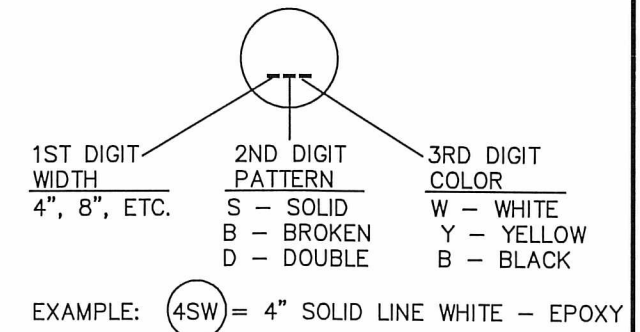 1ST DIGIT 2ND DIGIT 3RD DIGIT
WIDTH PATTERN COLOR
4", 8", ETC. S – SOLID W – WHITE
B – BROKEN Y – YELLOW
D – DOUBLE B – BLACK
EXAMPLE: 4SW = 4" SOLID LINE WHITE – EPOXY